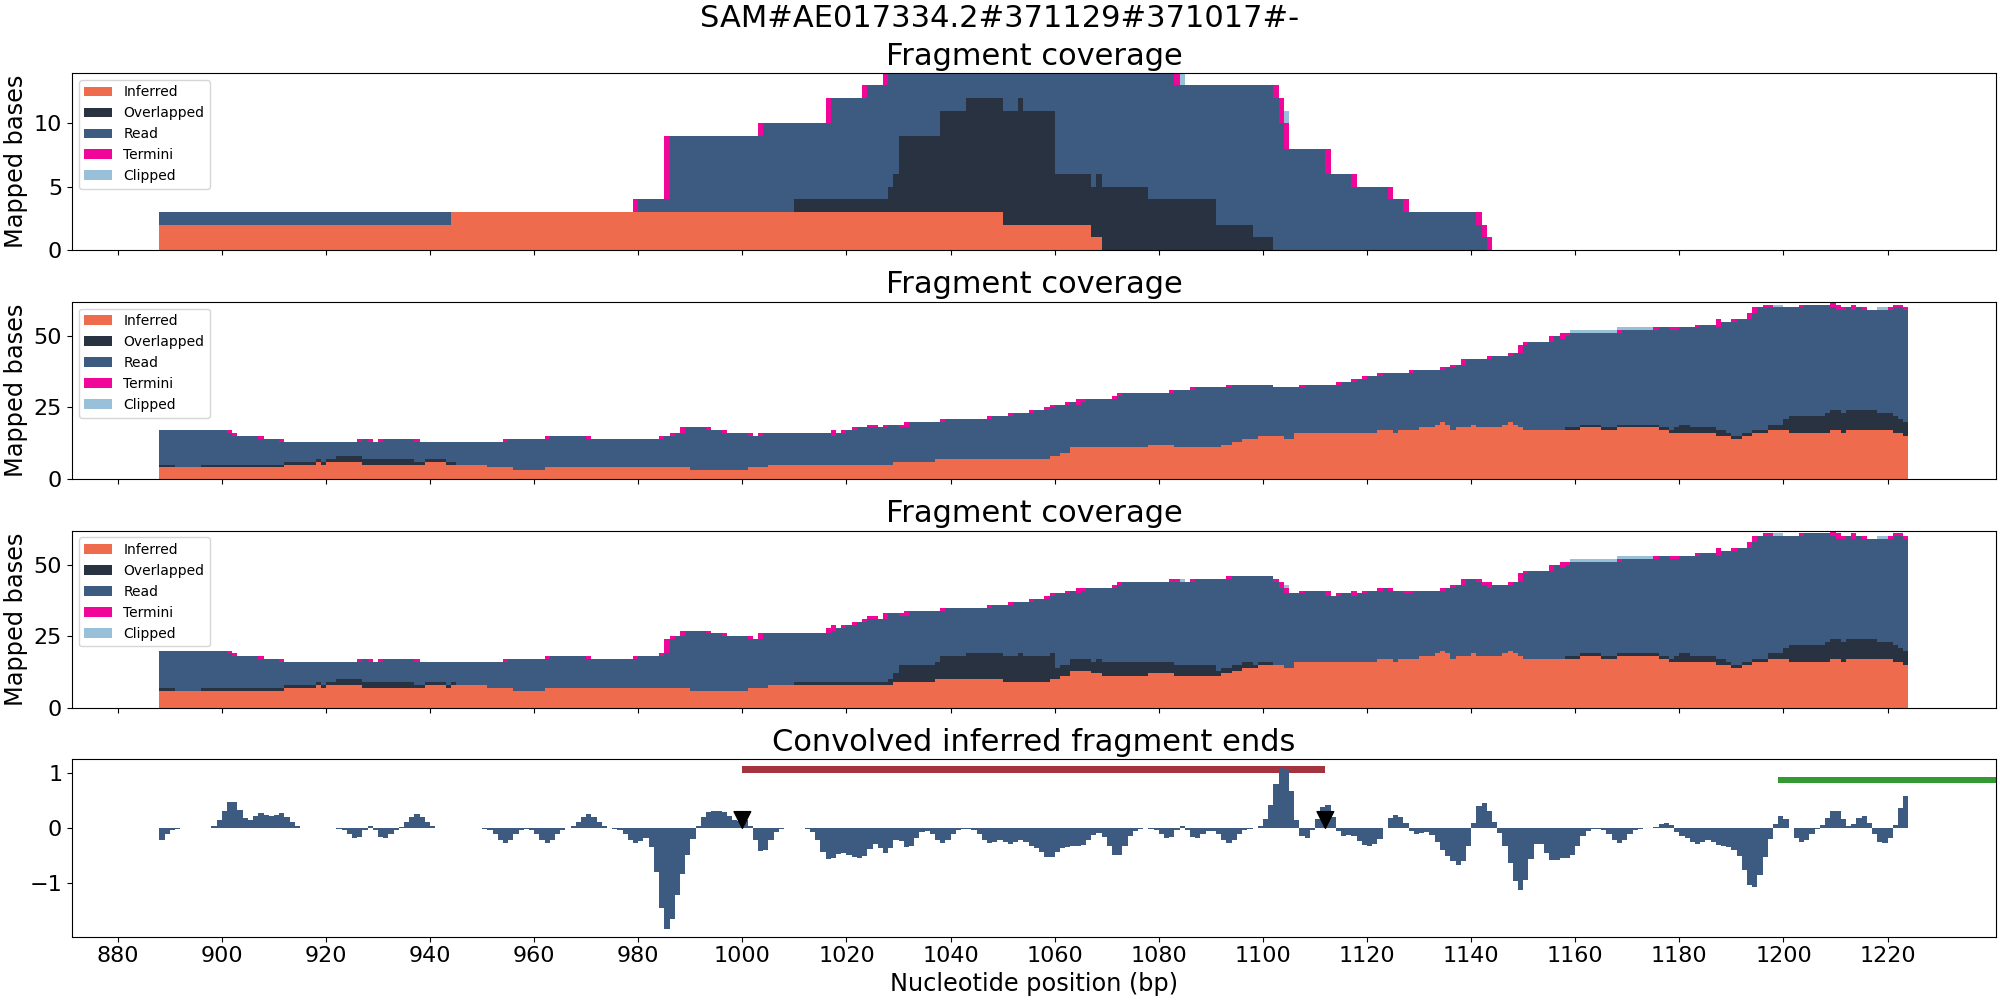 SAM#AE017334.2#371129#371017#-
Fragment coverage
Mapped bases
10
5
0
Inferred
Overlapped
Read
Termini
Clipped
Fragment coverage
Mapped bases
50
25
0
Inferred
Overlapped
Read
Termini
Clipped
Fragment coverage
Mapped bases
50
25
0
Inferred
Overlapped
Read
Termini
Clipped
Convolved inferred fragment ends
1
0
−1
880 900 920 940 960 980 1000 1020 1040 1060 1080 1100 1120 1140 1160 1180 1200 1220
Nucleotide position (bp)